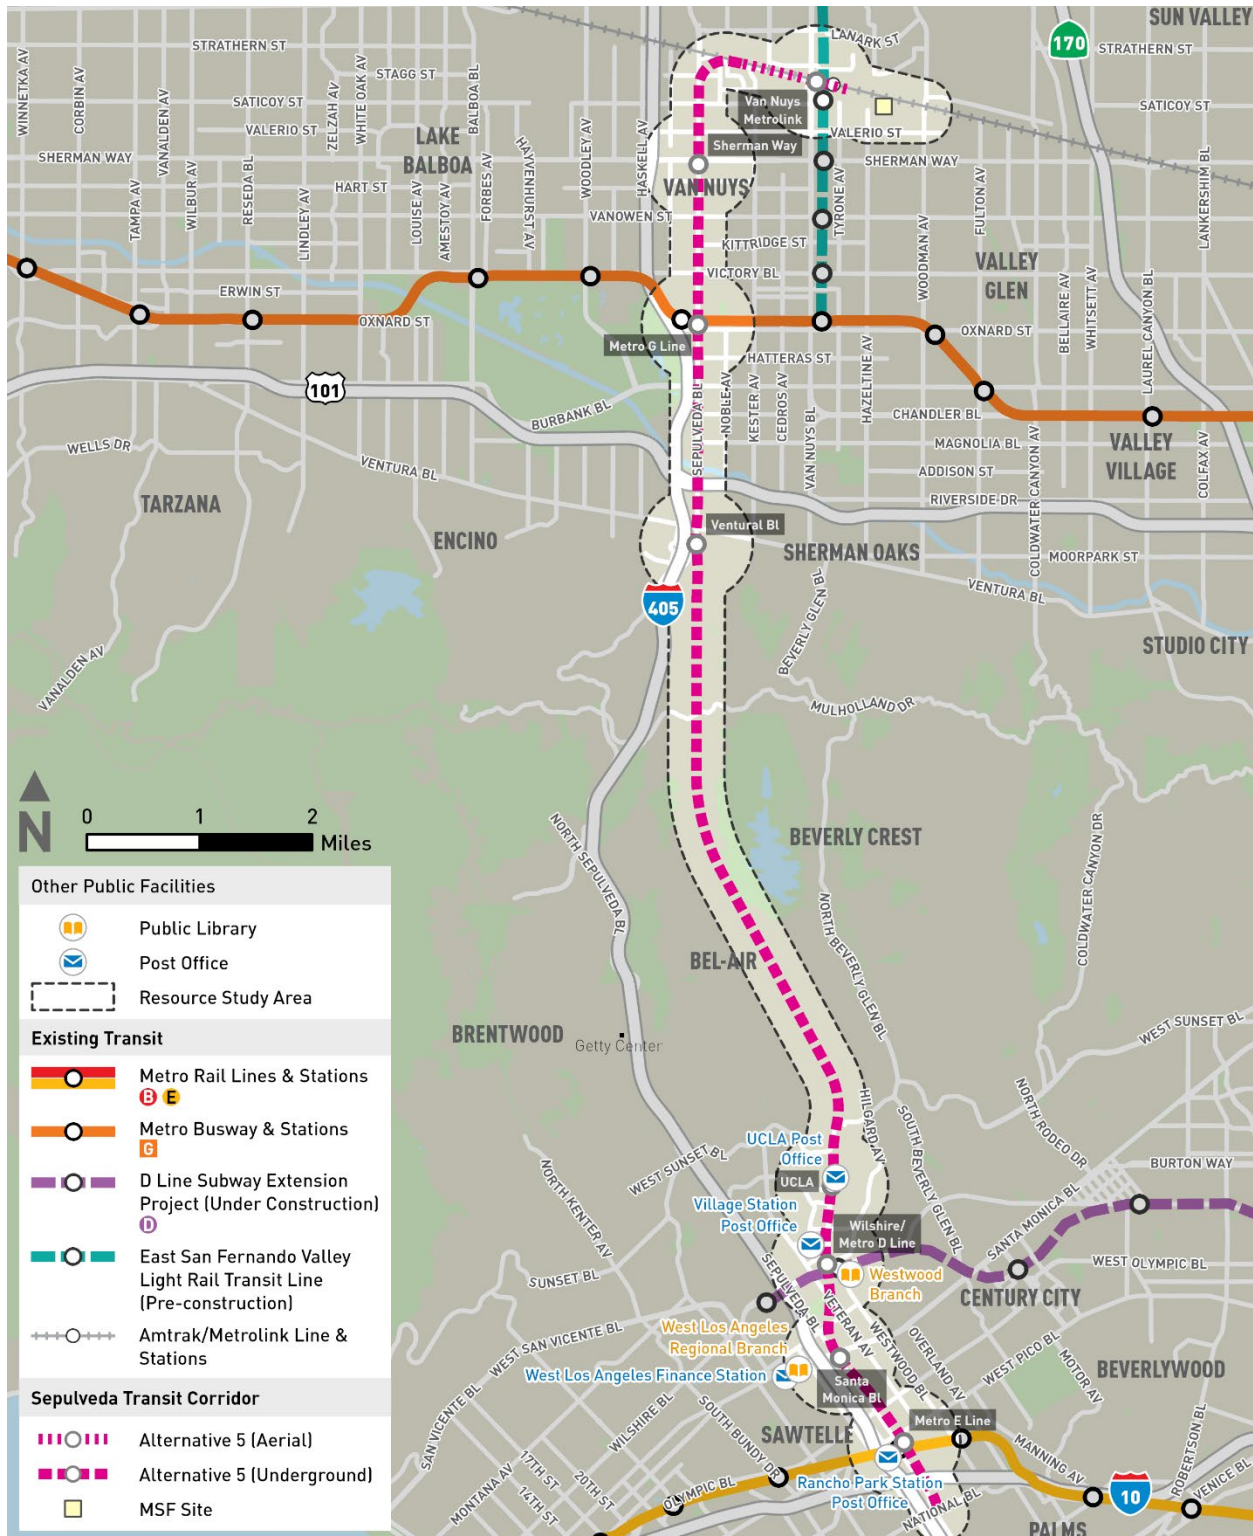 SUN VALLEY
LANARK ST
170
STRATHERN ST
STRATHERN ST
STAGG ST
WINNETKA AV
CORBIN AV
VANALDEN AV
ZELZAH AV
WHITE OAK AV
BALBOA BL
SATICOY ST
SATICOY ST
Van Nuys
Metrolink
VALERIO ST
VALERIO ST
LAKE
BALBOA
SHERMAN WAY
Sherman Way
SHERMAN WAY
TAMPA AV
WILBUR AV
RESEDA BL
LINDLEY AV
HART ST
LOUISE AV
AMESTOY AV
FORBES AV
HAYVENHURST AV
WOODLEY AV
HASKELL AV
VAN NUYS
TYRONE AV
WOODMAN AV
FULTON AV
LANKERSHIM BL
VANOWEN ST
KITTRIDGE ST
VICTORY BL
VALLEY
GLEN
BELLAIRE AV
WHITSETT AV
LAUREL CANYON BL
ERWIN ST
OXNARD ST
OXNARD ST
Metro G Line
HATTERAS ST
101
BURBANK BL
SEPULVEDA BL
NOBLE AV
KESTER AV
CEDROS AV
VAN NUYS BL
HAZELTINE AV
CHANDLER BL
MAGNOLIA BL
COLDWATER CANYON AV
VALLEY
VILLAGE
COLFAX AV
WELLS DR
VENTURA BL
ADDISON ST
RIVERSIDE DR
TARZANA
ENCINO
Ventural Bl
SHERMAN OAKS
MOORPARK ST
VENTURA BL
405
BEVERLY GLEN BL
STUDIO CITY
VANALDEN AV
MULHOLLAND DR
N
0 1 2
Miles
NORTH SEPULVEDA BL
BEVERLY CREST
COLDWATER CANYON DR
NORTH BEVERLY GLEN BL
BEL-AIR
BRENTWOOD
Getty Center
WEST SUNSET BL
NORTH RODEO DR
HILGARD AV
SOUTH BEVERLY GLEN BL
UCLA Post
Office
UCLA
WEST SUNSET BL
NORTH KENTER AV
BURTON WAY
SANTA MONICA BL
Village Station
Post Office
Wilshire/
Metro D Line
WEST OLYMPIC BL
Westwood
Branch
CENTURY CITY
SUNSET BL
SEPULVEDA BL
VETERAN AV
WESTWOOD BL
OVERLAND AV
WEST PICO BL
MOTOR AV
BEVERLYWOOD
West Los Angeles
Regional Branch
WEST SAN VICENTE BL
West Los Angeles Finance Station
Santa
Monica Bl
SAN VICENTE BL
WILSHIRE BL
SOUTH BUNDY DR
SAWTELLE
Metro E Line
MANNING AV
ROBERTSON BL
VENICE BL
MONTANA AV
17TH ST
14TH ST
20TH ST
OLYMPIC BL
Rancho Park Station
Post Office
NATIONAL BL
10
PALMS
Other Public Facilities
Public Library
Post Office
Resource Study Area
Existing Transit
Metro Rail Lines & Stations
B E
Metro Busway & Stations
G
D Line Subway Extension
Project (Under Construction)
D
East San Fernando Valley
Light Rail Transit Line
(Pre-construction)
Amtrak/Metrolink Line &
Stations
Sepulveda Transit Corridor
Alternative 5 (Aerial)
Alternative 5 (Underground)
MSF Site